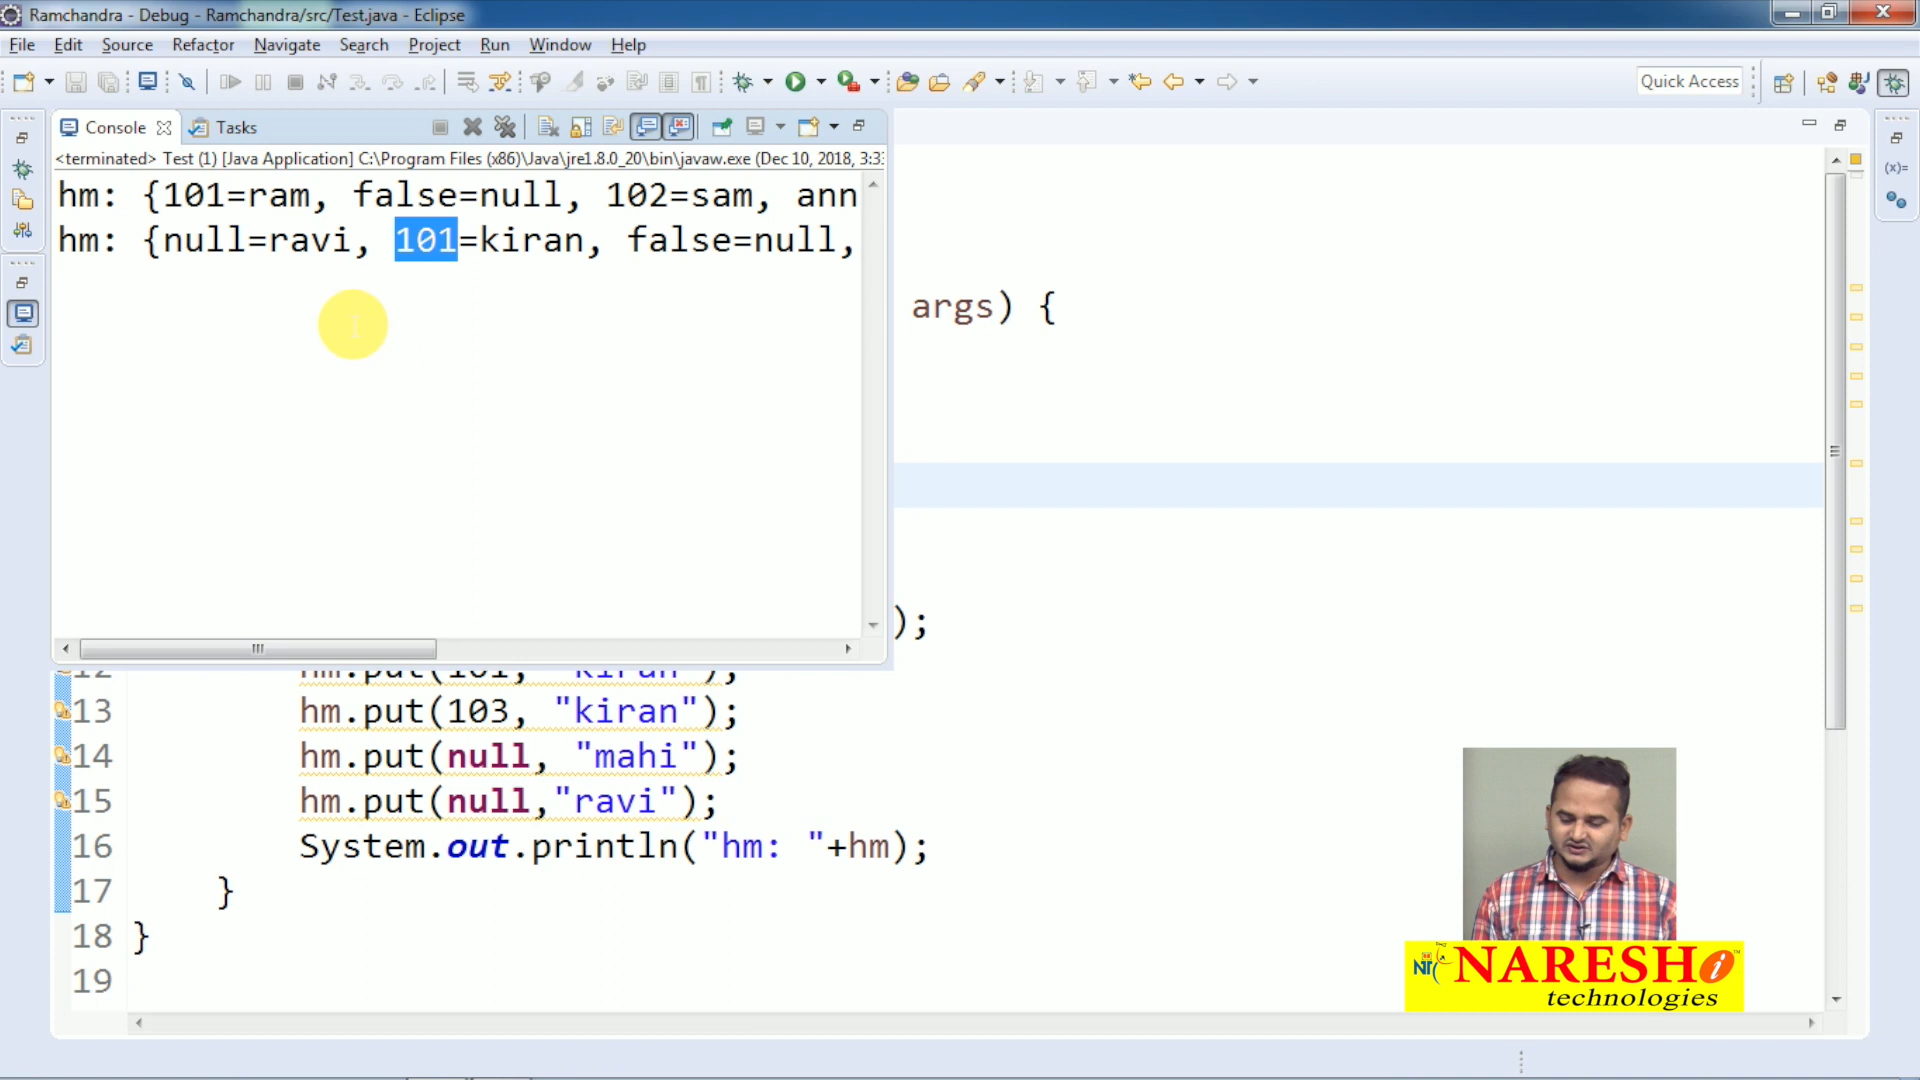 Ramchandra - Debug - Ramchandra/src/Test.java - Eclipse
File Edit Source Refactor Navigate Search Project Run Window Help
Quick Access
Console Tasks
<terminated> Test (1) [Java Application] C:\Program Files (x86)\Java\jre1.8.0_20\bin\javaw.exe (Dec 10, 2018, 3:3
hm: {101=ram, false=null, 102=sam, ann
hm: {null=ravi, 101=kiran, false=null,
(x)=
args) {
);
12 hm.put(101, "kiran");
13 hm.put(103, "kiran");
14 hm.put(null, "mahi");
15 hm.put(null,"ravi");
16 System.out.println("hm: "+hm);
17 }
18 }
19
NARESH i
technologies